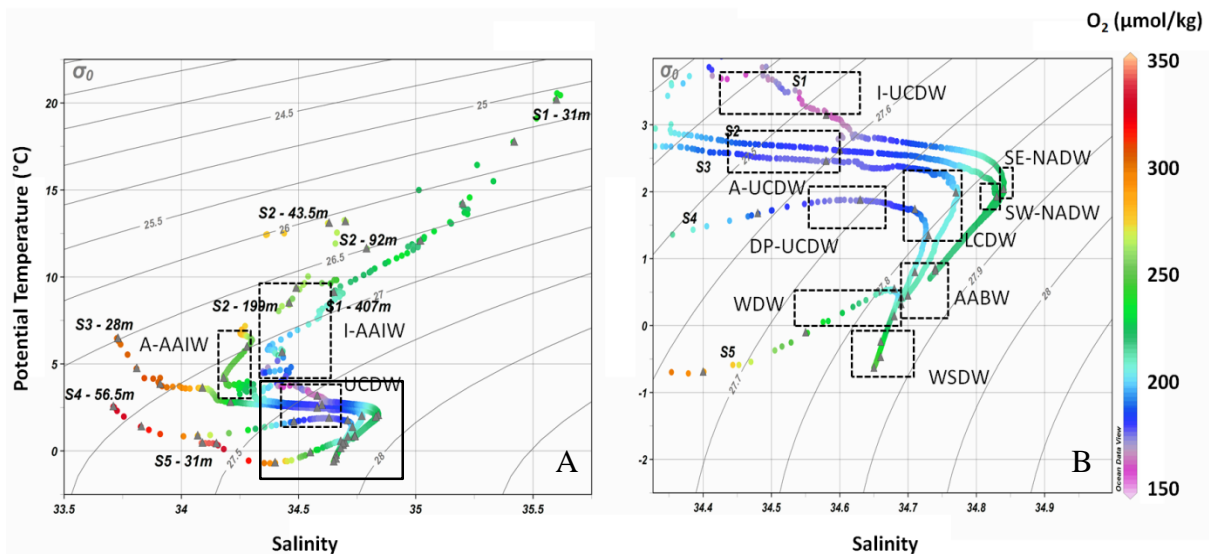 O₂ (μmol/kg)
σ₀
24.5
25
25.5
26
26.5
27
27.5
28
S1 - 31m
S2 - 43.5m
S2 - 92m
S2 - 199m
S1 - 407m
S3 - 28m
A-AAIW
I-AAIW
S4 - 56.5m
UCDW
S5 - 31m
A
20
15
10
5
0
Potential Temperature (°C)
33.5
34
34.5
35
35.5
Salinity
σ₀
S1
I-UCDW
27.6
S2
S3
SE-NADW
A-UCDW
SW-NADW
S4
DP-UCDW
LCDW
27.9
27.8
WDW
AABW
S5
28
27.7
WSDW
B
3
2
1
0
-1
-2
34.4
34.5
34.6
34.7
34.8
34.9
Salinity
Ocean Data View
350
300
250
200
150